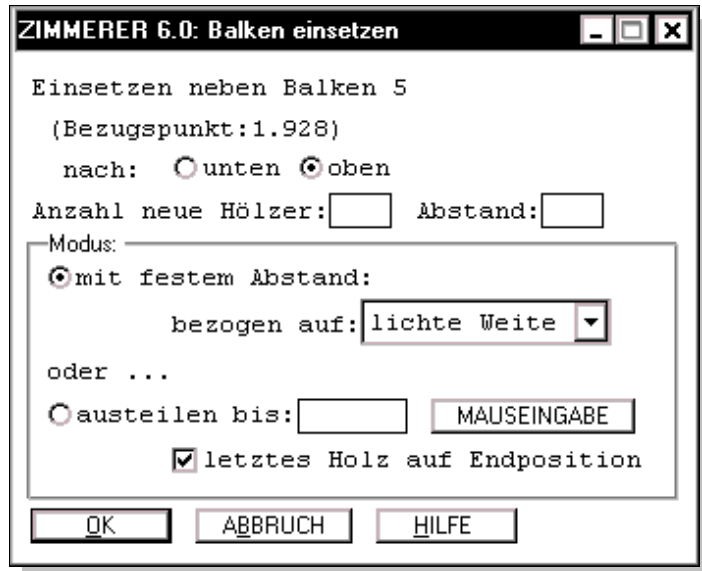 ZIMMERER 6.0: Balken einsetzen
Einsetzen neben Balken 5
(Bezugspunkt:1.928)
nach: unten oben
Anzahl neue Hölzer: Abstand:
Modus:
mit festem Abstand:
bezogen auf: lichte Weite
oder ...
austeilen bis: MAUSEINGABE
letztes Holz auf Endposition
OK ABBRUCH HILFE